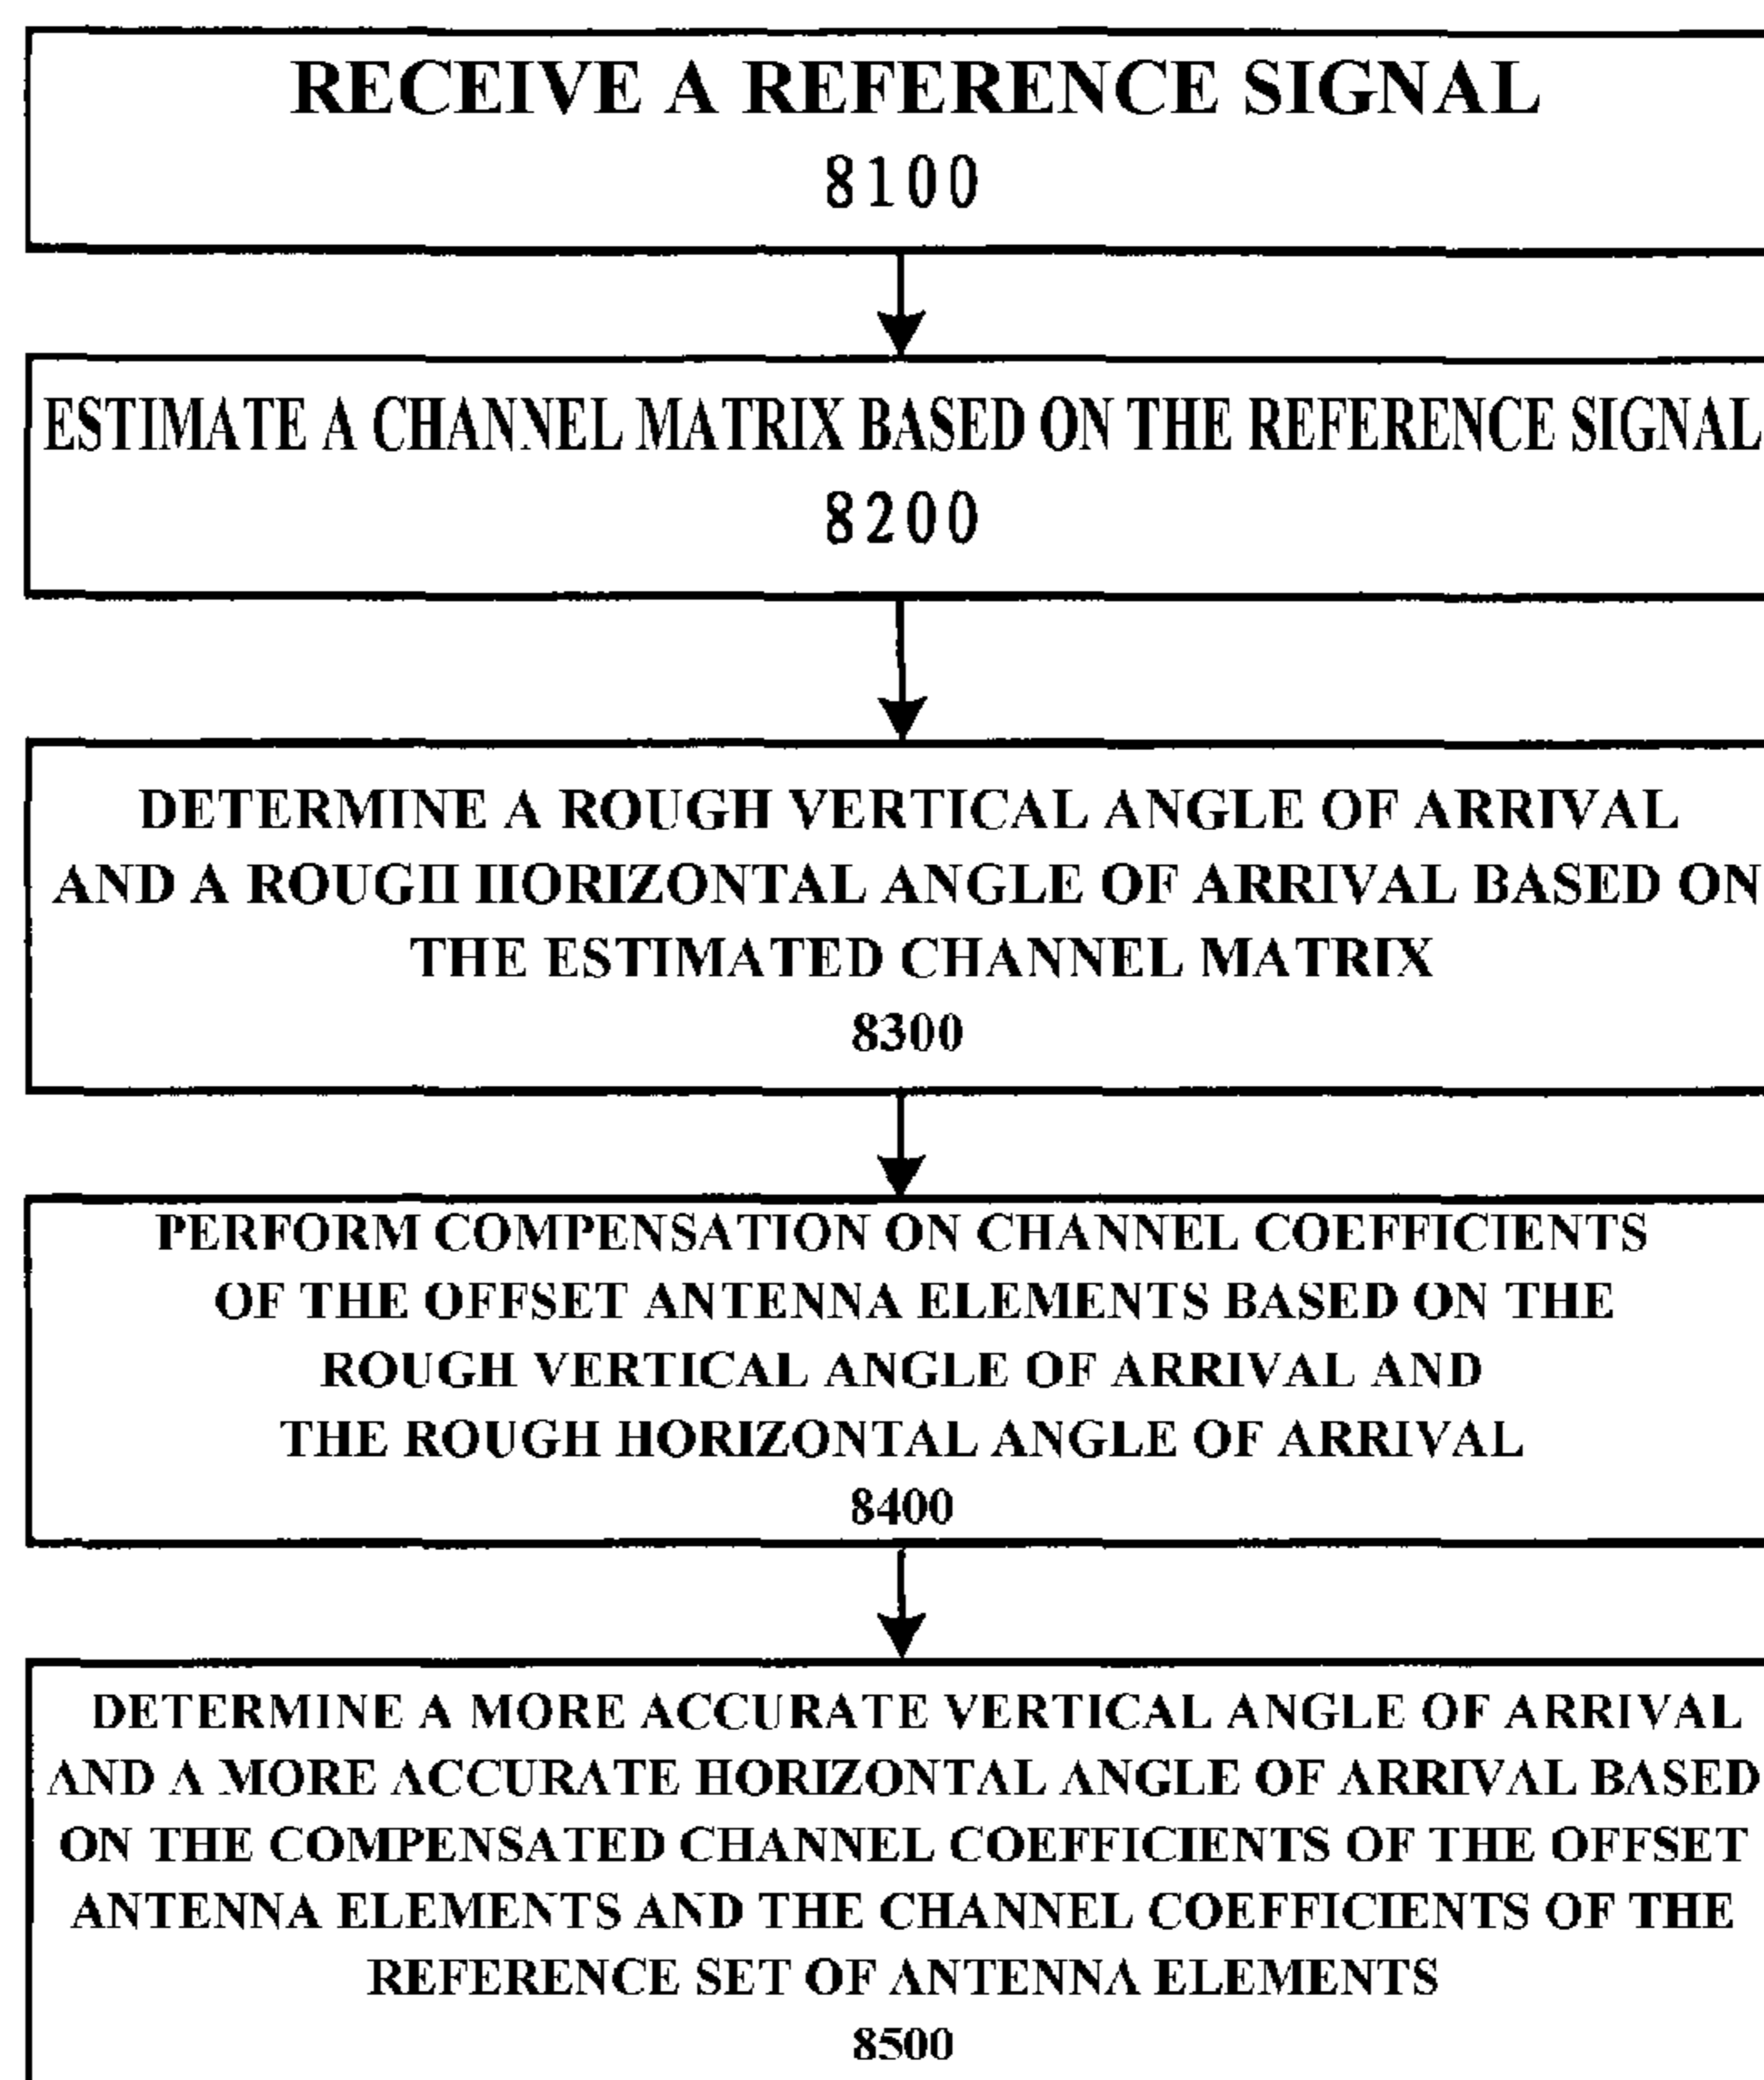 RECEIVE A REFERENCE SIGNAL
8100
ESTIMATE A CHANNEL MATRIX BASED ON THE REFERENCE SIGNAL
8200
DETERMINE A ROUGH VERTICAL ANGLE OF ARRIVAL
AND A ROUGH HORIZONTAL ANGLE OF ARRIVAL BASED ON
THE ESTIMATED CHANNEL MATRIX
8300
PERFORM COMPENSATION ON CHANNEL COEFFICIENTS
OF THE OFFSET ANTENNA ELEMENTS BASED ON THE
ROUGH VERTICAL ANGLE OF ARRIVAL AND
THE ROUGH HORIZONTAL ANGLE OF ARRIVAL
8400
DETERMINE A MORE ACCURATE VERTICAL ANGLE OF ARRIVAL
AND A MORE ACCURATE HORIZONTAL ANGLE OF ARRIVAL BASED
ON THE COMPENSATED CHANNEL COEFFICIENTS OF THE OFFSET
ANTENNA ELEMENTS AND THE CHANNEL COEFFICIENTS OF THE
REFERENCE SET OF ANTENNA ELEMENTS
8500